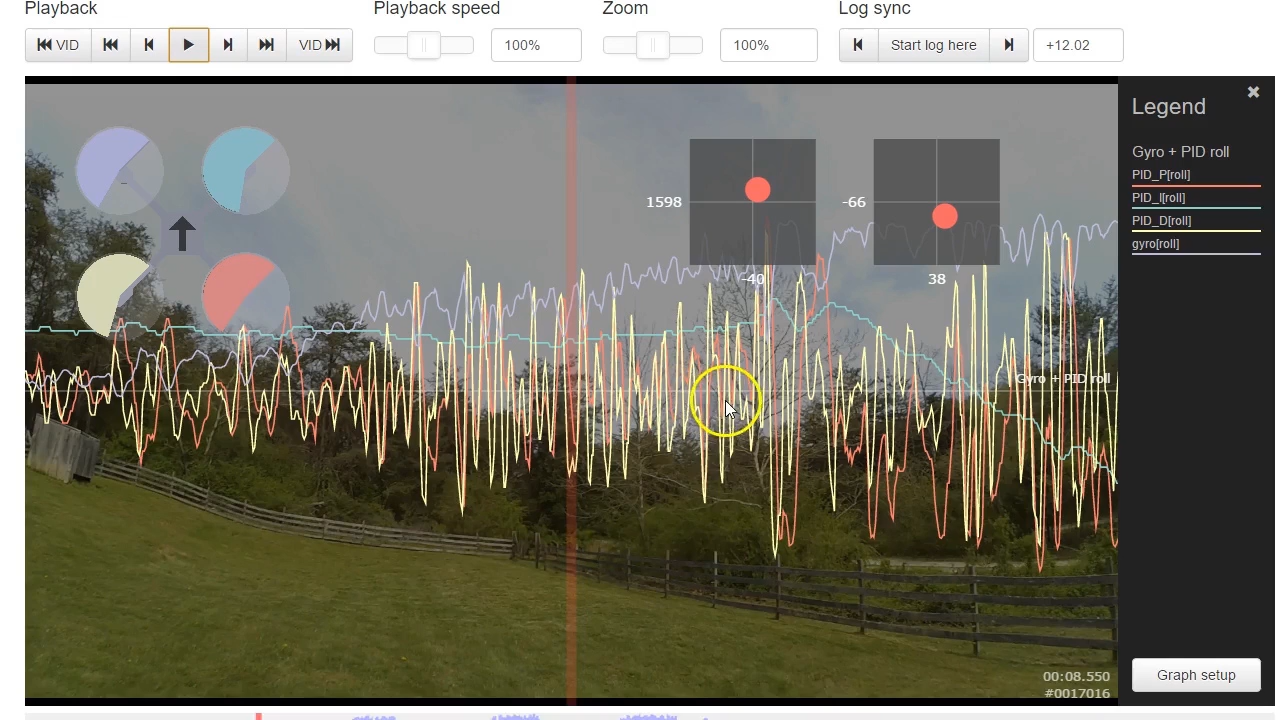 Playback
Playback speed
Zoom
Log sync
VID
VID
100%
100%
Start log here
+12.02
Legend
Gyro + PID roll
PID_P[roll]
PID_I[roll]
PID_D[roll]
gyro[roll]
1598
-40
-66
38
Gyro + PID roll
00:08.550
#0017016
Graph setup